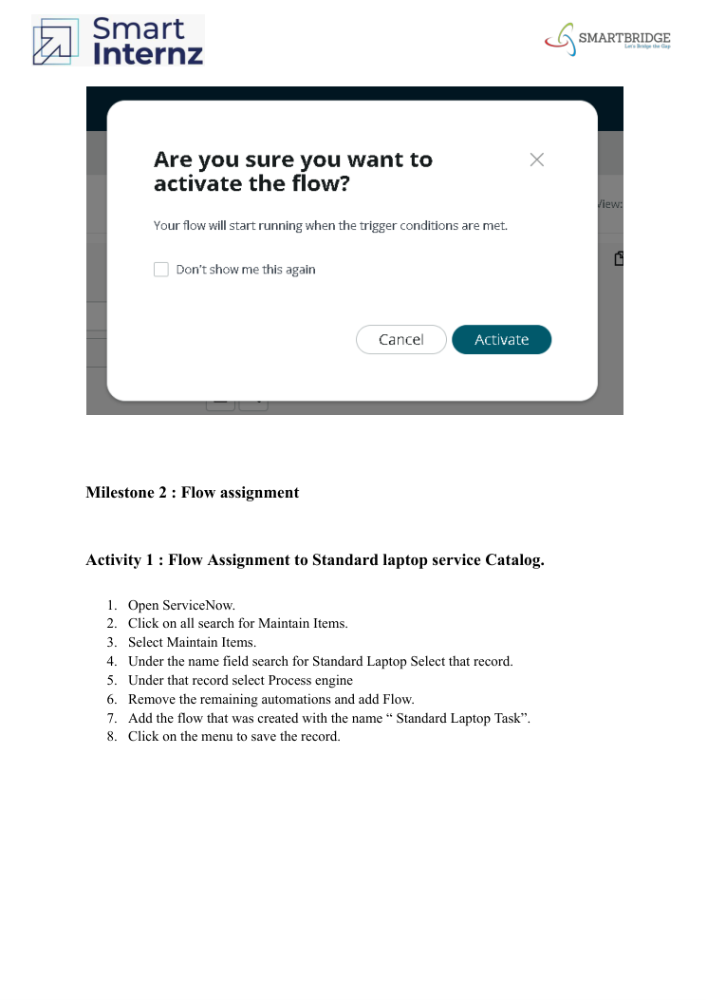 Smart
Internz
SMARTBRIDGE
Let's Bridge the Gap
Are you sure you want to
activate the flow?
View:
Your flow will start running when the trigger conditions are met.
Don't show me this again
Cancel
Activate
Milestone 2 : Flow assignment
Activity 1 : Flow Assignment to Standard laptop service Catalog.
1. Open ServiceNow.
2. Click on all search for Maintain Items.
3. Select Maintain Items.
4. Under the name field search for Standard Laptop Select that record.
5. Under that record select Process engine
6. Remove the remaining automations and add Flow.
7. Add the flow that was created with the name “ Standard Laptop Task”.
8. Click on the menu to save the record.